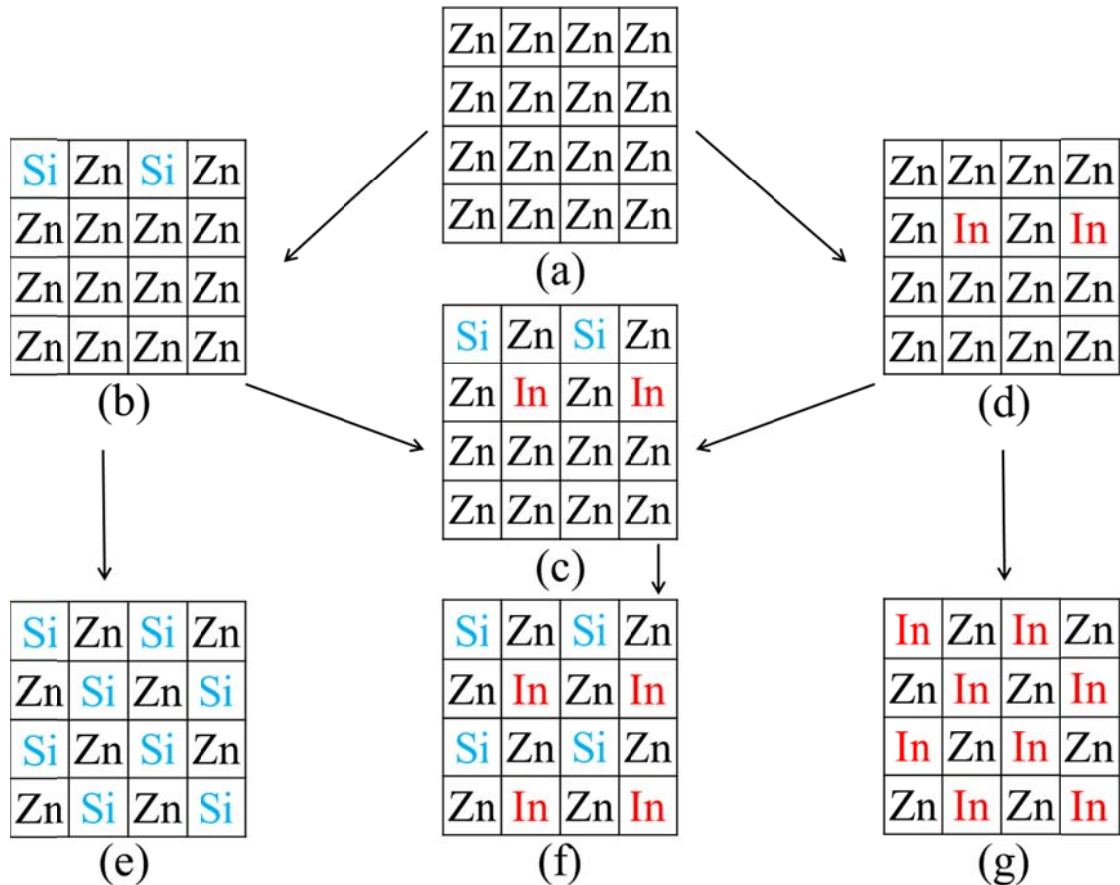 Zn Zn Zn Zn
Zn Zn Zn Zn
Zn Zn Zn Zn
Zn Zn Zn Zn
(a)
Si Zn Si Zn
Zn Zn Zn Zn
Zn Zn Zn Zn
Zn Zn Zn Zn
(b)
Si Zn Si Zn
Zn In Zn In
Zn Zn Zn Zn
Zn Zn Zn Zn
(c)
Zn Zn Zn Zn
Zn In Zn In
Zn Zn Zn Zn
Zn Zn Zn Zn
(d)
Si Zn Si Zn
Zn Si Zn Si
Si Zn Si Zn
Zn Si Zn Si
(e)
Si Zn Si Zn
Zn In Zn In
Si Zn Si Zn
Zn In Zn In
(f)
In Zn In Zn
Zn In Zn In
In Zn In Zn
Zn In Zn In
(g)